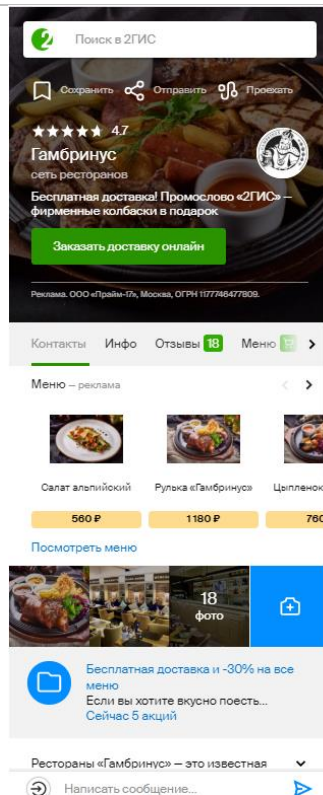 Поиск в 2ГИС
Сохранить Отправить Проехать
4.7
Гамбринус
сеть ресторанов
Бесплатная доставка! Промослово «2ГИС» —
фирменные колбаски в подарок
Заказать доставку онлайн
Реклама. ООО «Прайм-17», Москва, ОГРН 1177746477809.
Контакты Инфо Отзывы 18 Меню
Меню – реклама
Салат альпийский Рулька «Гамбринус» Цыпленок
560 ₽ 1180 ₽ 760
Посмотреть меню
18
фото
Бесплатная доставка и -30% на все
меню
Если вы хотите вкусно поесть...
Сейчас 5 акций
Рестораны «Гамбринус» – это известная
Написать сообщение...